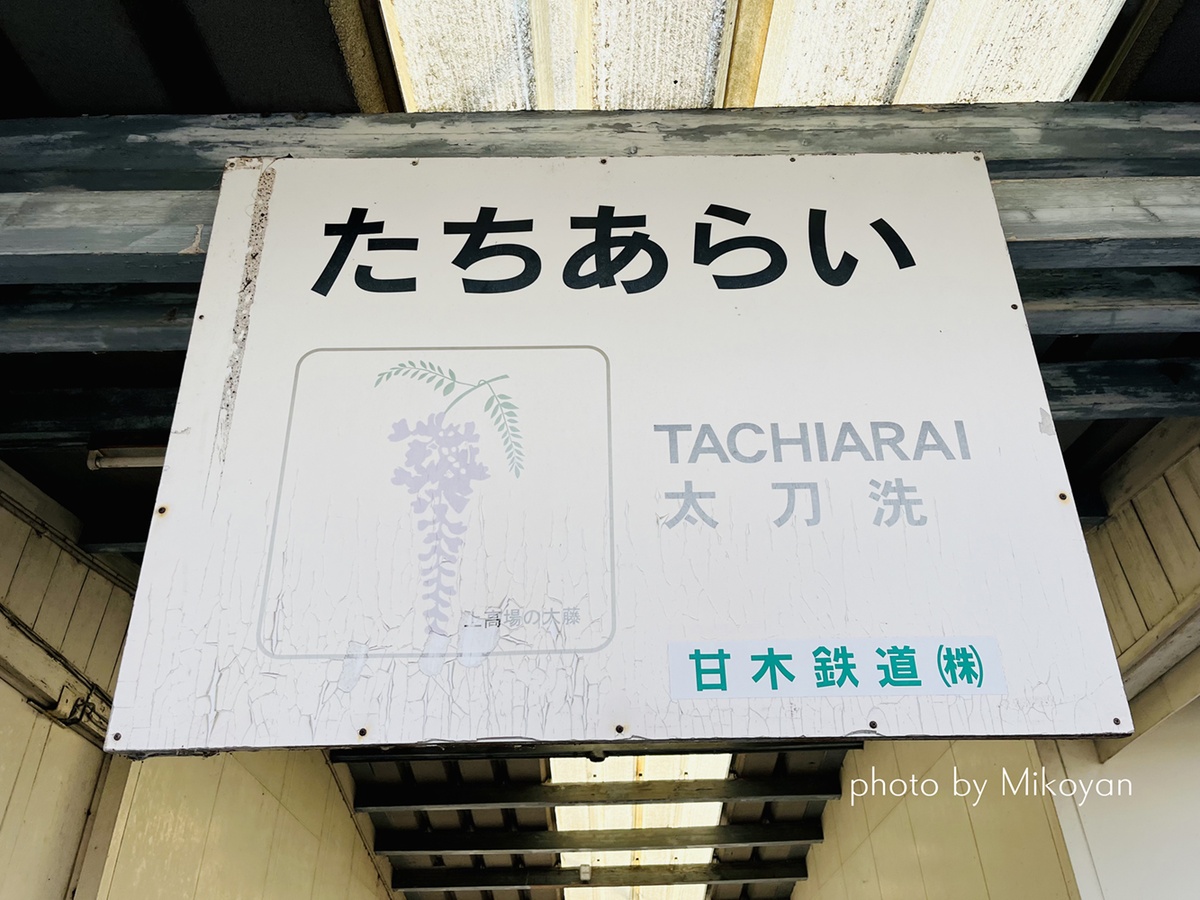 たちあらい
TACHIARAI
太刀洗
上高場の大藤
甘木鉄道(株)
photo by Mikoyan